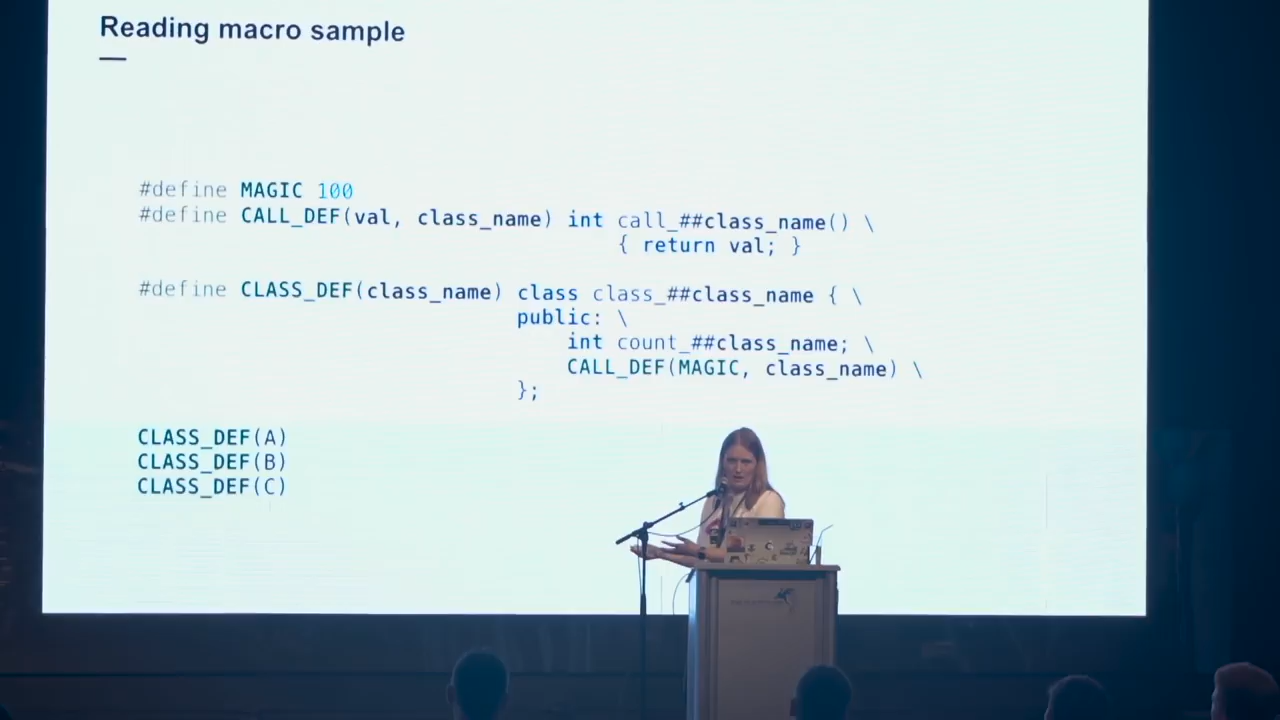 Reading macro sample
#define MAGIC 100
#define CALL_DEF(val, class_name) int call_##class_name() \
{ return val; }
#define CLASS_DEF(class_name) class class_##class_name { \
public: \
int count_##class_name; \
CALL_DEF(MAGIC, class_name) \
};
CLASS_DEF(A)
CLASS_DEF(B)
CLASS_DEF(C)